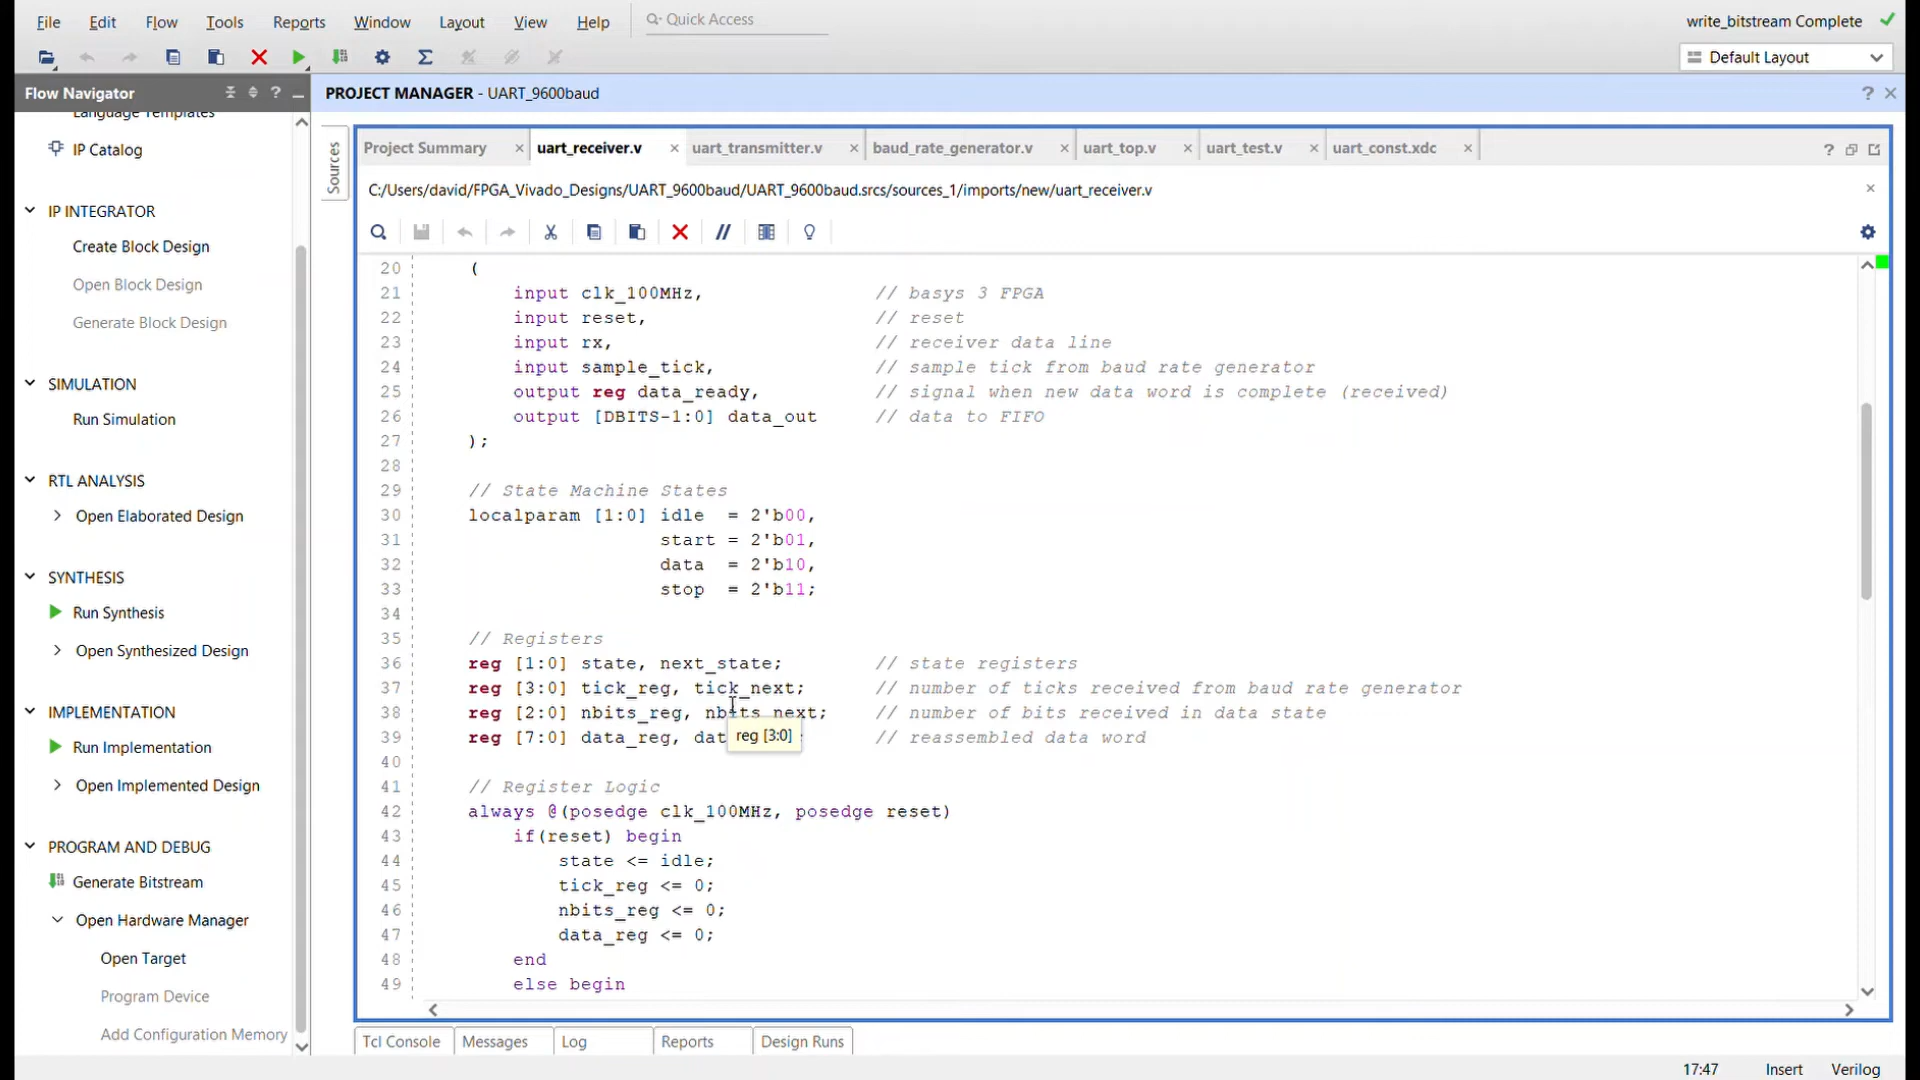 File Edit Flow Tools Reports Window Layout View Help Quick Access write_bitstream Complete
Default Layout
Flow Navigator ? PROJECT MANAGER - UART_9600baud ?
Language Templates
IP Catalog
IP INTEGRATOR
Create Block Design
Open Block Design
Generate Block Design
SIMULATION
Run Simulation
RTL ANALYSIS
Open Elaborated Design
SYNTHESIS
Run Synthesis
Open Synthesized Design
IMPLEMENTATION
Run Implementation
Open Implemented Design
PROGRAM AND DEBUG
Generate Bitstream
Open Hardware Manager
Open Target
Program Device
Add Configuration Memory
Sources
Project Summary uart_receiver.v uart_transmitter.v baud_rate_generator.v uart_top.v uart_test.v uart_const.xdc ?
C:/Users/david/FPGA_Vivado_Designs/UART_9600baud/UART_9600baud.srcs/sources_1/imports/new/uart_receiver.v
20 (
21 input clk_100MHz, // basys 3 FPGA
22 input reset, // reset
23 input rx, // receiver data line
24 input sample_tick, // sample tick from baud rate generator
25 output reg data_ready, // signal when new data word is complete (received)
26 output [DBITS-1:0] data_out // data to FIFO
27 );
28
29 // State Machine States
30 localparam [1:0] idle = 2'b00,
31 start = 2'b01,
32 data = 2'b10,
33 stop = 2'b11;
34
35 // Registers
36 reg [1:0] state, next_state; // state registers
37 reg [3:0] tick_reg, tick_next; // number of ticks received from baud rate generator
38 reg [2:0] nbits_reg, nbits_next; // number of bits received in data state
39 reg [7:0] data_reg, dat ; // reassembled data word
reg [3:0]
40
41 // Register Logic
42 always @(posedge clk_100MHz, posedge reset)
43 if(reset) begin
44 state <= idle;
45 tick_reg <= 0;
46 nbits_reg <= 0;
47 data_reg <= 0;
48 end
49 else begin
Tcl Console Messages Log Reports Design Runs
17:47 Insert Verilog